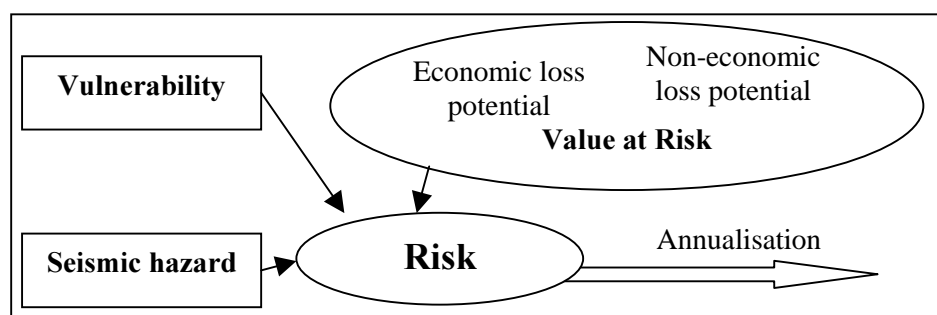 Vulnerability
Economic loss
potential
Non-economic
loss potential
Value at Risk
Seismic hazard
Risk
Annualisation